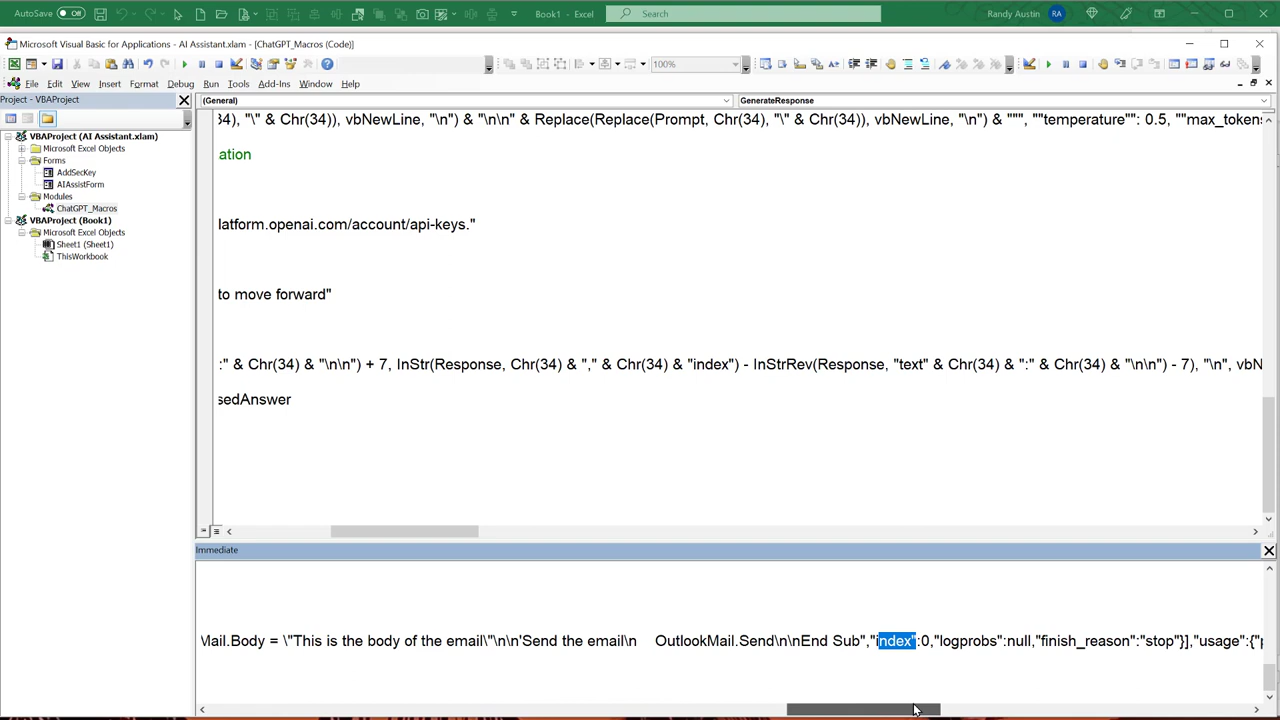 AutoSave Off Book1 - Excel Search Randy Austin RA
Microsoft Visual Basic for Applications - AI Assistant.xlam - [ChatGPT_Macros (Code)]
100%
File Edit View Insert Format Debug Run Tools Add-Ins Window Help
Project - VBAProject
(General) GenerateResponse
VBAProject (AI Assistant.xlam)
Microsoft Excel Objects
Forms
AddSecKey
AIAssistForm
Modules
ChatGPT_Macros
VBAProject (Book1)
Microsoft Excel Objects
Sheet1 (Sheet1)
ThisWorkbook
34), "\" & Chr(34)), vbNewLine, "\n") & "\n\n" & Replace(Replace(Prompt, Chr(34), "\" & Chr(34)), vbNewLine, "\n") & """, ""temperature"": 0.5, ""max_tokens
ation
latform.openai.com/account/api-keys."
to move forward"
:" & Chr(34) & "\n\n") + 7, InStr(Response, Chr(34) & "," & Chr(34) & "index") - InStrRev(Response, "text" & Chr(34) & ":" & Chr(34) & "\n\n") - 7), "\n", vbN
sedAnswer
Immediate
Mail.Body = \"This is the body of the email\"\n\n'Send the email\n OutlookMail.Send\n\nEnd Sub","index":0,"logprobs":null,"finish_reason":"stop"}],"usage":{"p